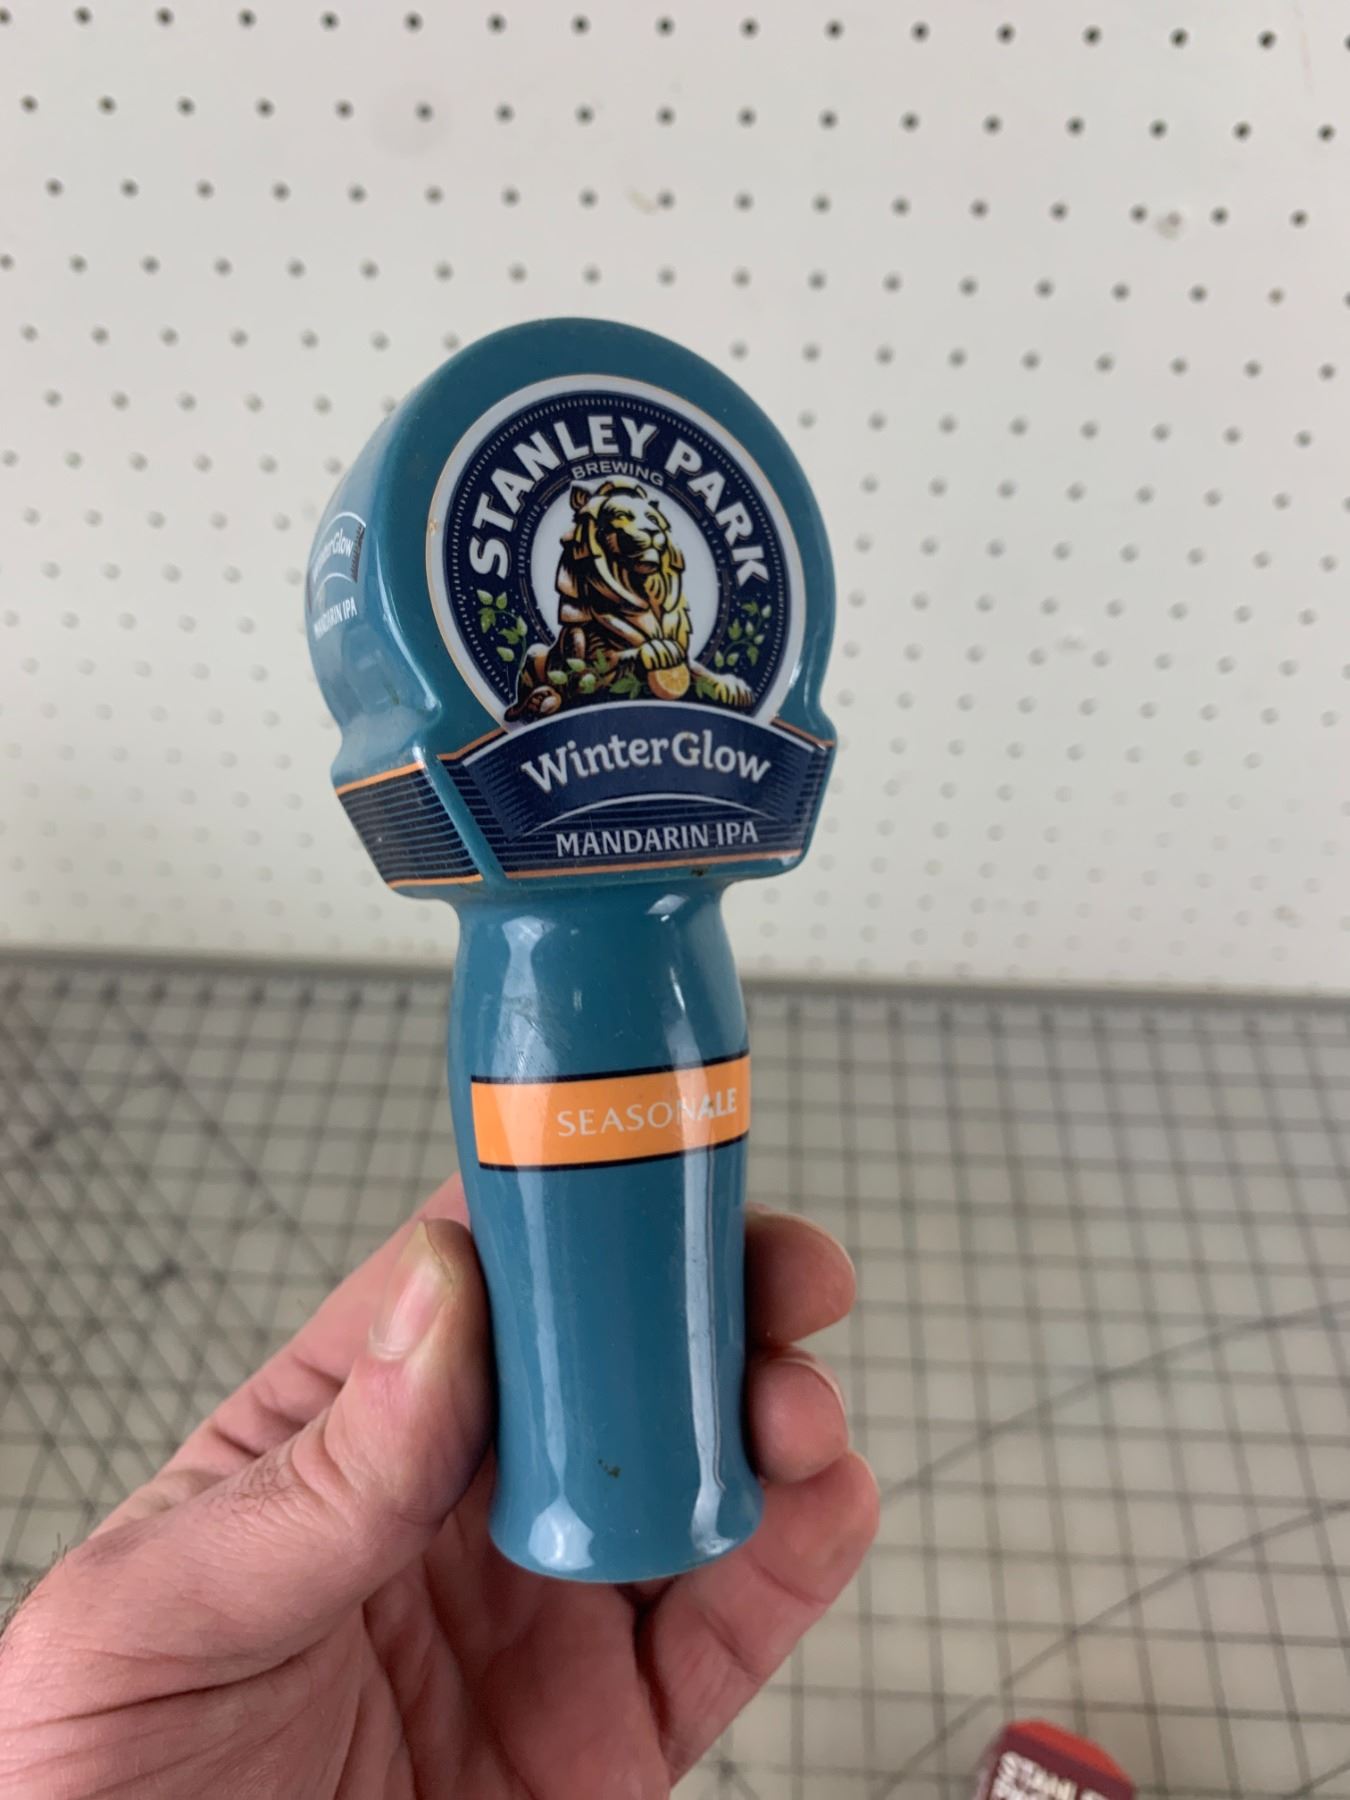 STANLEY PARK
BREWING
WinterGlow
MANDARIN IPA
SEASONALE
WinterGlow
MANDARIN IPA